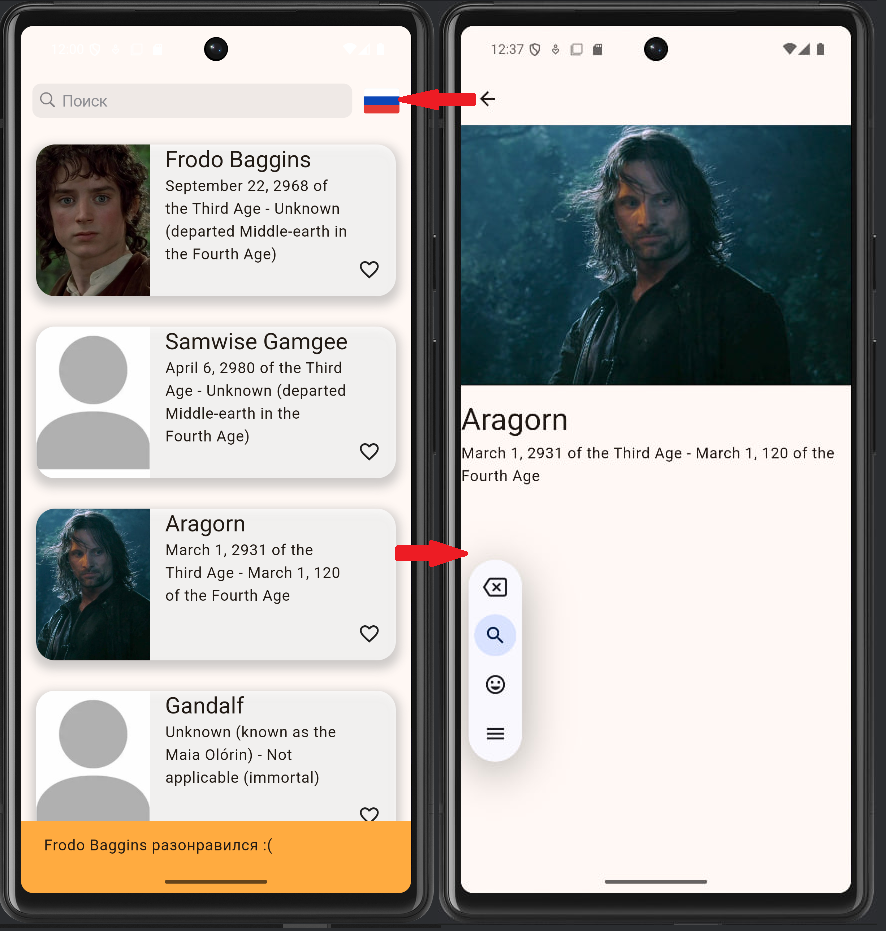 Поиск
Frodo Baggins
September 22, 2968 of
the Third Age - Unknown
(departed Middle-earth in
the Fourth Age)
Samwise Gamgee
April 6, 2980 of the Third
Age - Unknown (departed
Middle-earth in the
Fourth Age)
Aragorn
March 1, 2931 of the
Third Age - March 1, 120
of the Fourth Age
Gandalf
Unknown (known as the
Maia Olórin) - Not
applicable (immortal)
Frodo Baggins разонравился :(
12:37
Aragorn
March 1, 2931 of the Third Age - March 1, 120 of the
Fourth Age